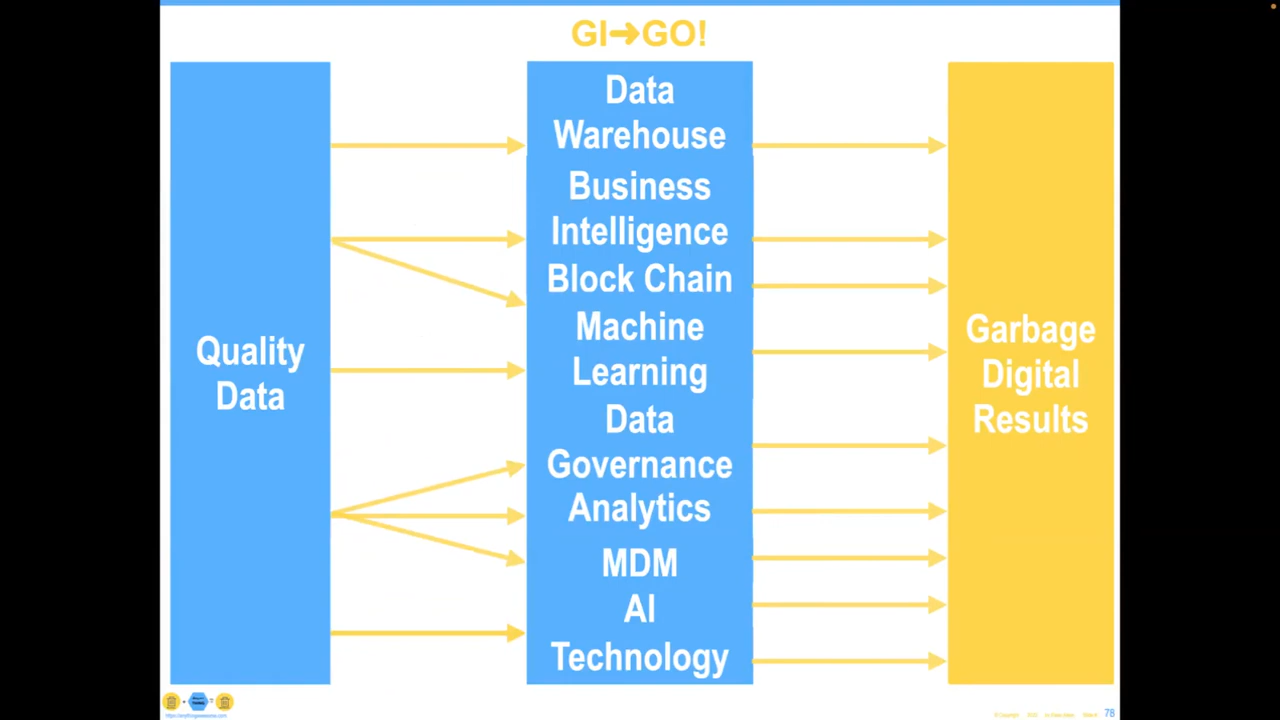 GI➜GO!
Quality
Data
Data
Warehouse
Business
Intelligence
Block Chain
Machine
Learning
Data
Governance
Analytics
MDM
AI
Technology
Garbage
Digital
Results
78